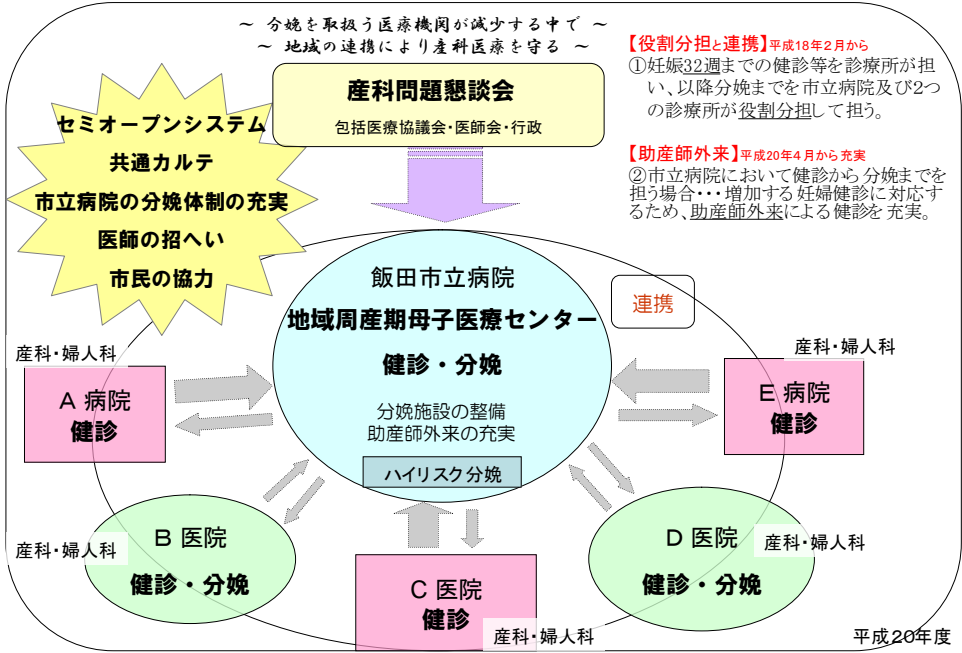 ~ 分娩を取扱う医療機関が減少する中で ~
~ 地域の連携により産科医療を守る ~
産科問題懇談会
包括医療協議会・医師会・行政
【役割分担と連携】平成18年2月から
①妊娠32週までの健診等を診療所が担
い、以降分娩までを市立病院及び2つ
の診療所が役割分担して担う。
【助産師外来】平成20年4月から充実
②市立病院において健診から分娩までを
担う場合・・・増加する妊婦健診に対応す
るため、助産師外来による健診を充実。
セミオープンシステム
共通カルテ
市立病院の分娩体制の充実
医師の招へい
市民の協力
飯田市立病院
地域周産期母子医療センター
健診・分娩
分娩施設の整備
助産師外来の充実
ハイリスク分娩
連携
産科・婦人科
A 病院
健診
産科・婦人科
E 病院
健診
産科・婦人科
B 医院
健診・分娩
C 医院
健診
産科・婦人科
D 医院
健診・分娩
産科・婦人科
平成20年度